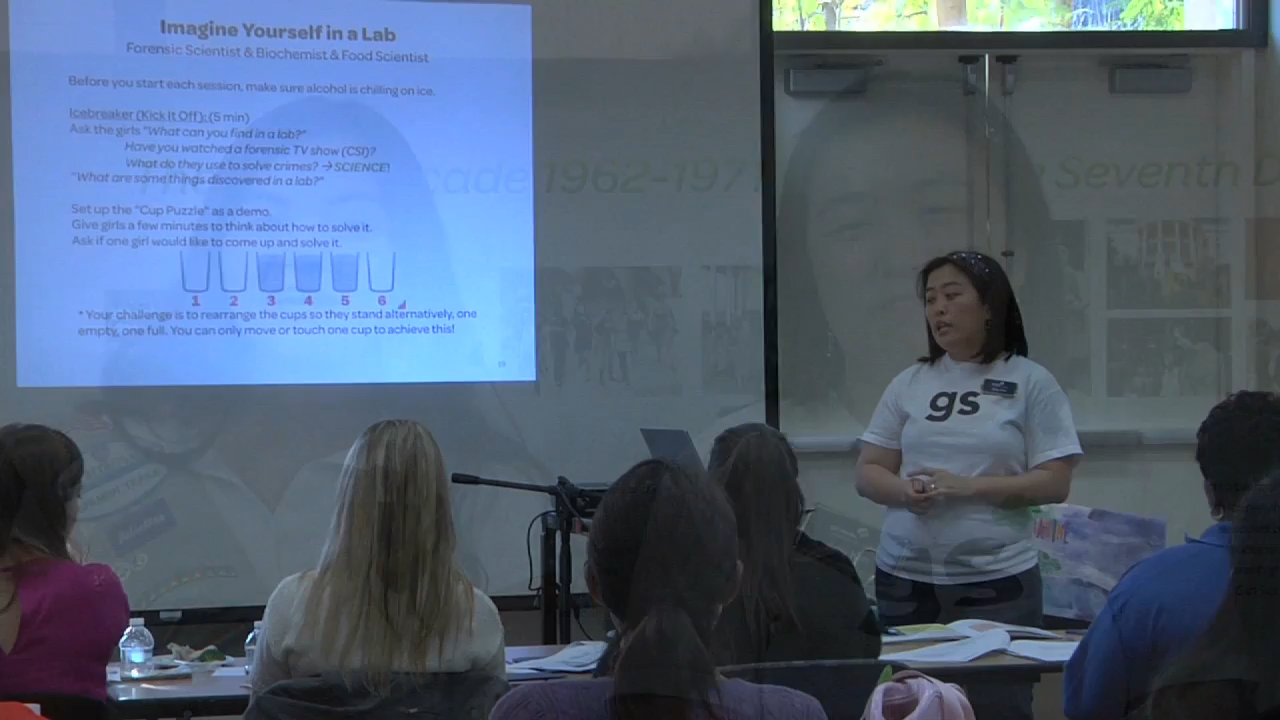 Imagine Yourself in a Lab
Forensic Scientist & Biochemist & Food Scientist
Before you start each session, make sure alcohol is chilling on ice.
Icebreaker (Kick It Off): (5 min)
Ask the girls "What can you find in a lab?"
Have you watched a forensic TV show (CSI)?
What do they use to solve crimes? → SCIENCE!
"What are some things discovered in a lab?"
Set up the "Cup Puzzle" as a demo.
Give girls a few minutes to think about how to solve it.
Ask if one girl would like to come up and solve it.
1 2 3 4 5 6
* Your challenge is to rearrange the cups so they stand alternatively, one
empty, one full. You can only move or touch one cup to achieve this!
cade 1962-197
Seventh D
gs
gs